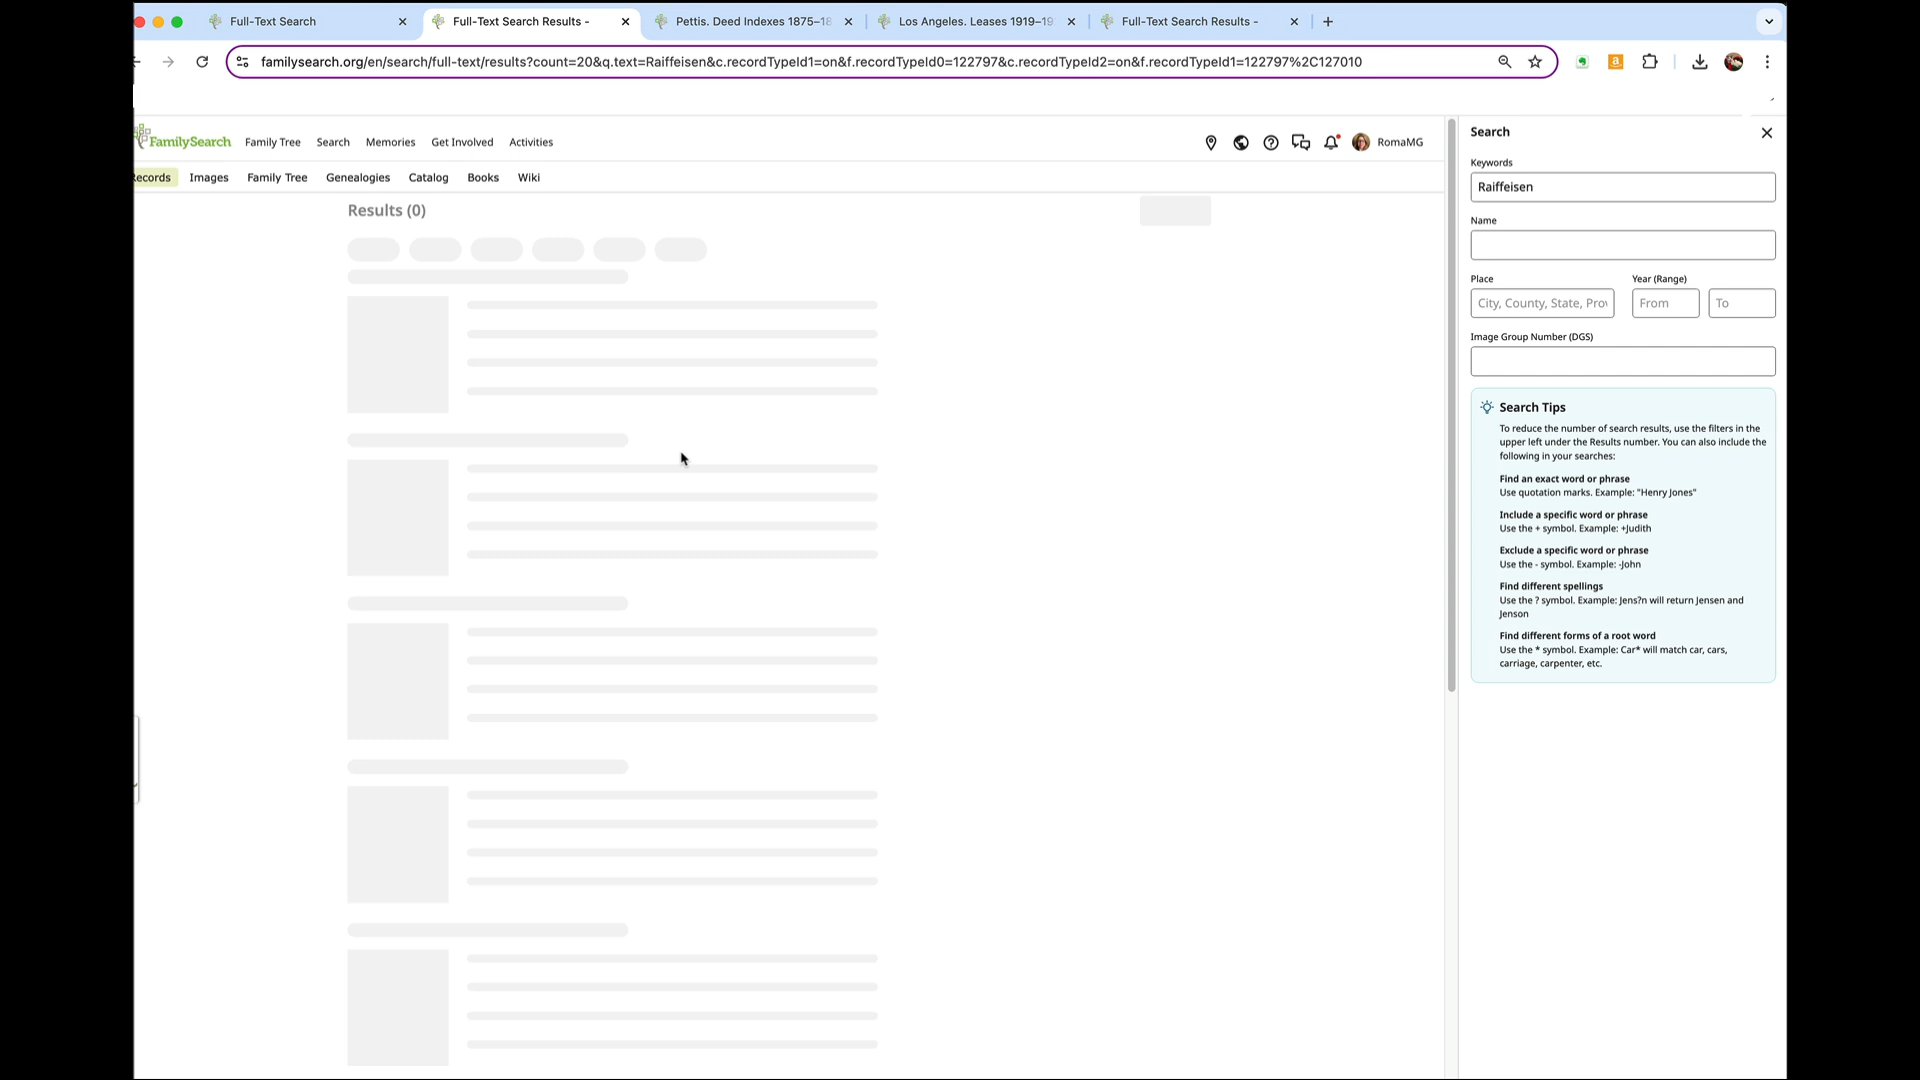 Full-Text Search
Full-Text Search Results -
Pettis. Deed Indexes 1875–18
Los Angeles. Leases 1919–19
Full-Text Search Results -
familysearch.org/en/search/full-text/results?count=20&q.text=Raiffeisen&c.recordTypeId1=on&f.recordTypeId0=122797&c.recordTypeId2=on&f.recordTypeId1=122797%2C127010
FamilySearch
Family Tree
Search
Memories
Get Involved
Activities
RomaMG
ecords
Images
Family Tree
Genealogies
Catalog
Books
Wiki
Results (0)
Search
Keywords
Raiffeisen
Name
Place
Year (Range)
City, County, State, Prov
From
To
Image Group Number (DGS)
Search Tips
To reduce the number of search results, use the filters in the
upper left under the Results number. You can also include the
following in your searches:
Find an exact word or phrase
Use quotation marks. Example: "Henry Jones"
Include a specific word or phrase
Use the + symbol. Example: +Judith
Exclude a specific word or phrase
Use the - symbol. Example: -John
Find different spellings
Use the ? symbol. Example: Jens?n will return Jensen and
Jenson
Find different forms of a root word
Use the * symbol. Example: Car* will match car, cars,
carriage, carpenter, etc.